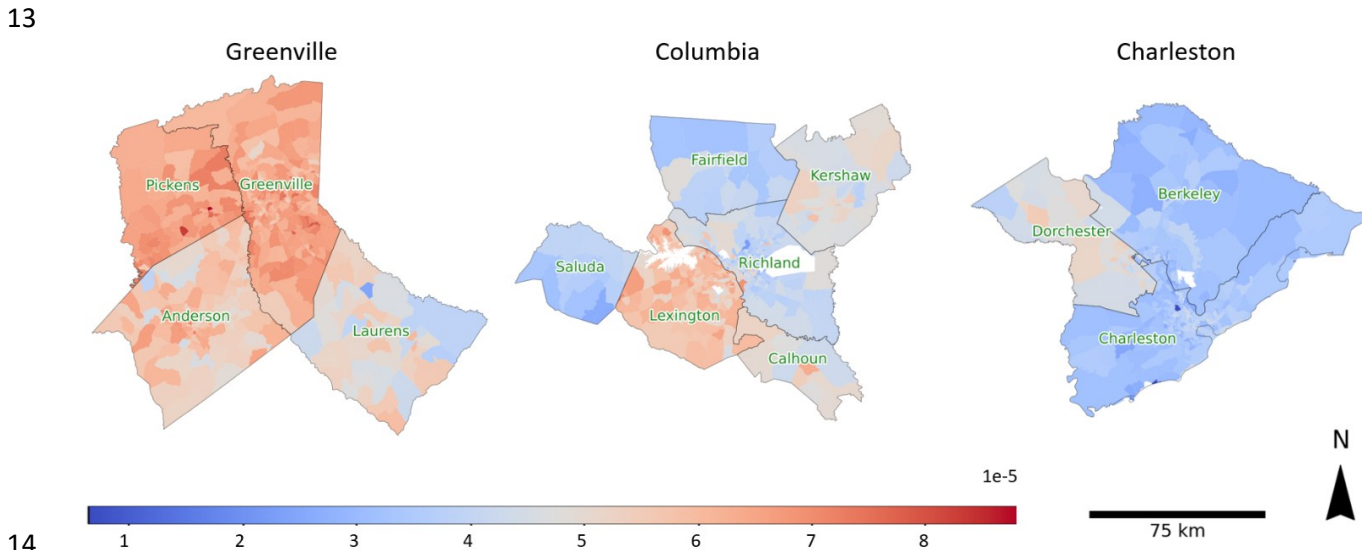 13
Greenville Columbia Charleston
Fairfield
Kershaw
Pickens Greenville
Berkeley
Dorchester
Saluda Richland
Anderson Lexington
Laurens Charleston
Calhoun
N
1e-5
75 km
14 1 2 3 4 5 6 7 8